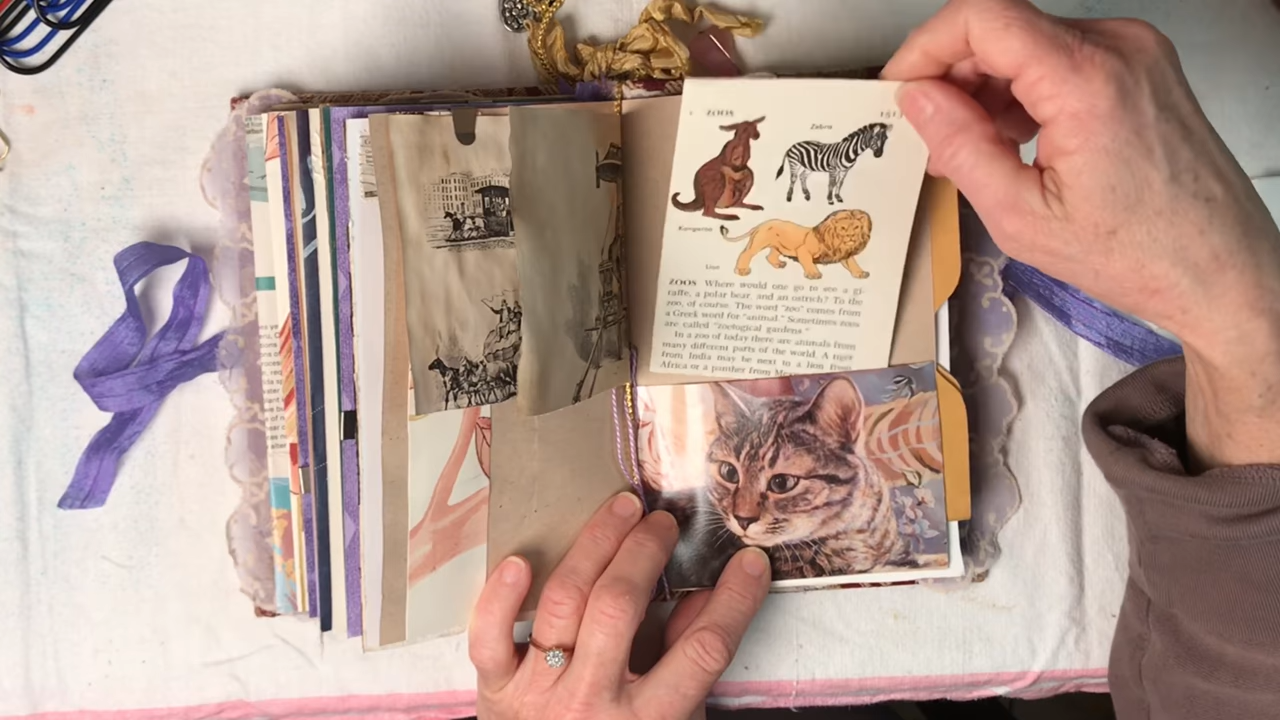 ZOOS
Zebra
Kangaroo
Lion
ZOOS Where would one go to see a gi-
raffe, a polar bear, and an ostrich? To the
zoo, of course. The word "zoo" comes from
a Greek word for "animal." Sometimes zoos
are called "zoological gardens."
In a zoo of today there are animals from
many different parts of the world. A tiger
from India may be next to a lion from
Africa or a panther from